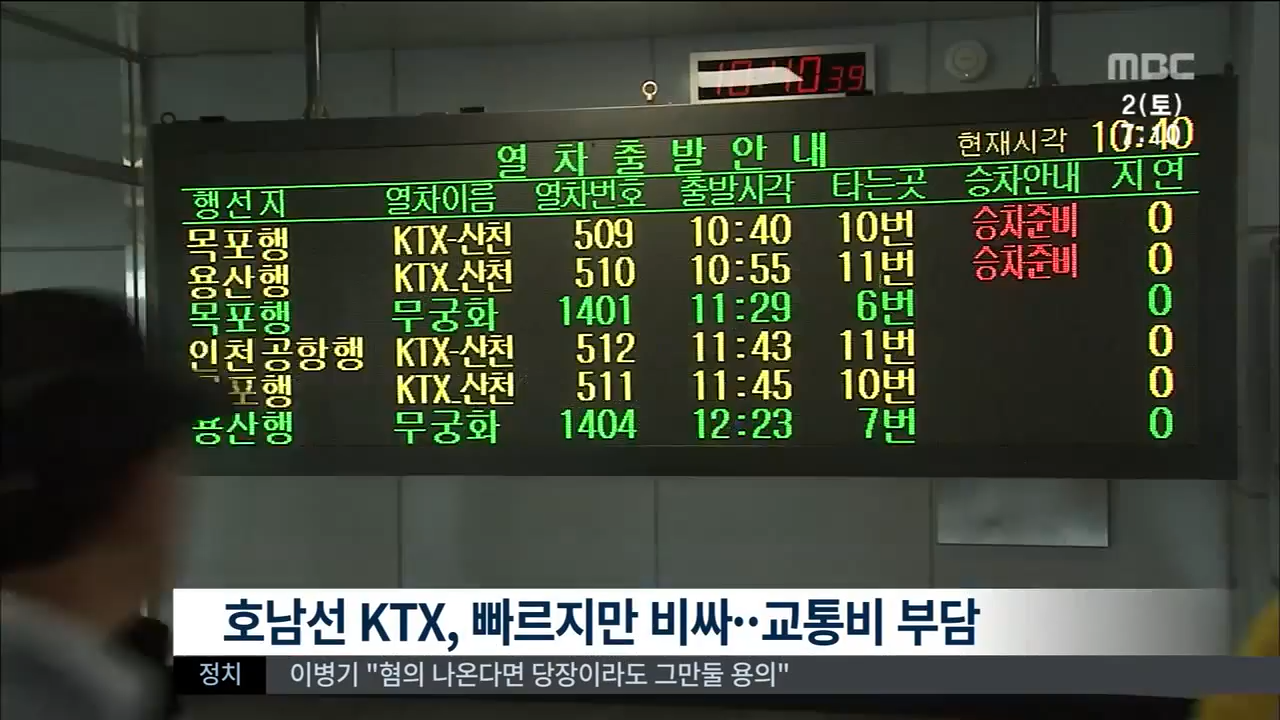 MBC
2(토)
7:40
10:40 39
열 차 출 발 안 내
현재시각 10:40
행선지 열차이름 열차번호 출발시각 타는곳 승차안내 지연
목포행 KTX-산천 509 10:40 10번 승차준비 0
용산행 KTX-산천 510 10:55 11번 승차준비 0
목포행 무궁화 1401 11:29 6번 0
인천공항행 KTX-산천 512 11:43 11번 0
포행 KTX-산천 511 11:45 10번 0
용산행 무궁화 1404 12:23 7번 0
호남선 KTX, 빠르지만 비싸··교통비 부담
정치 이병기 "혐의 나온다면 당장이라도 그만둘 용의"